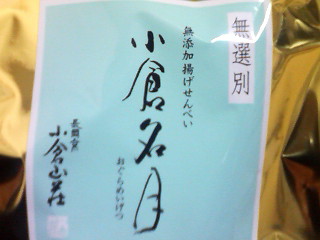 無選別
無添加揚げせんべい
小倉名月
おぐらめいげつ
長岡京
小倉山荘